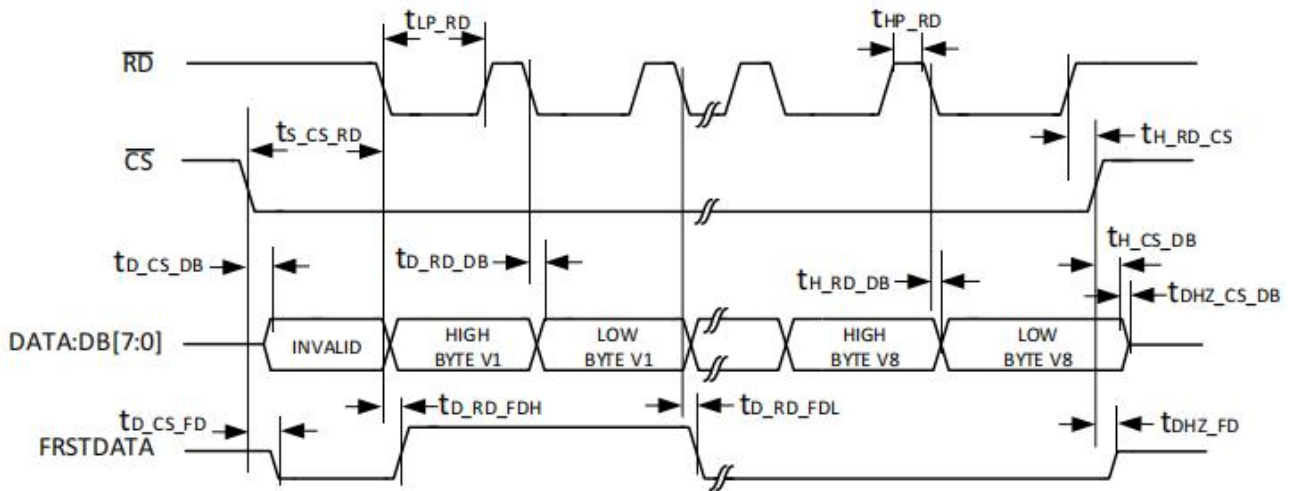 tLP_RD
tHP_RD
RD
tS_CS_RD
tH_RD_CS
CS
tD_CS_DB
tD_RD_DB
tH_RD_DB
tH_CS_DB
tDHZ_CS_DB
DATA:DB[7:0]
INVALID
HIGH
BYTE V1
LOW
BYTE V1
HIGH
BYTE V8
LOW
BYTE V8
tD_CS_FD
tD_RD_FDH
tD_RD_FDL
tDHZ_FD
FRSTDATA